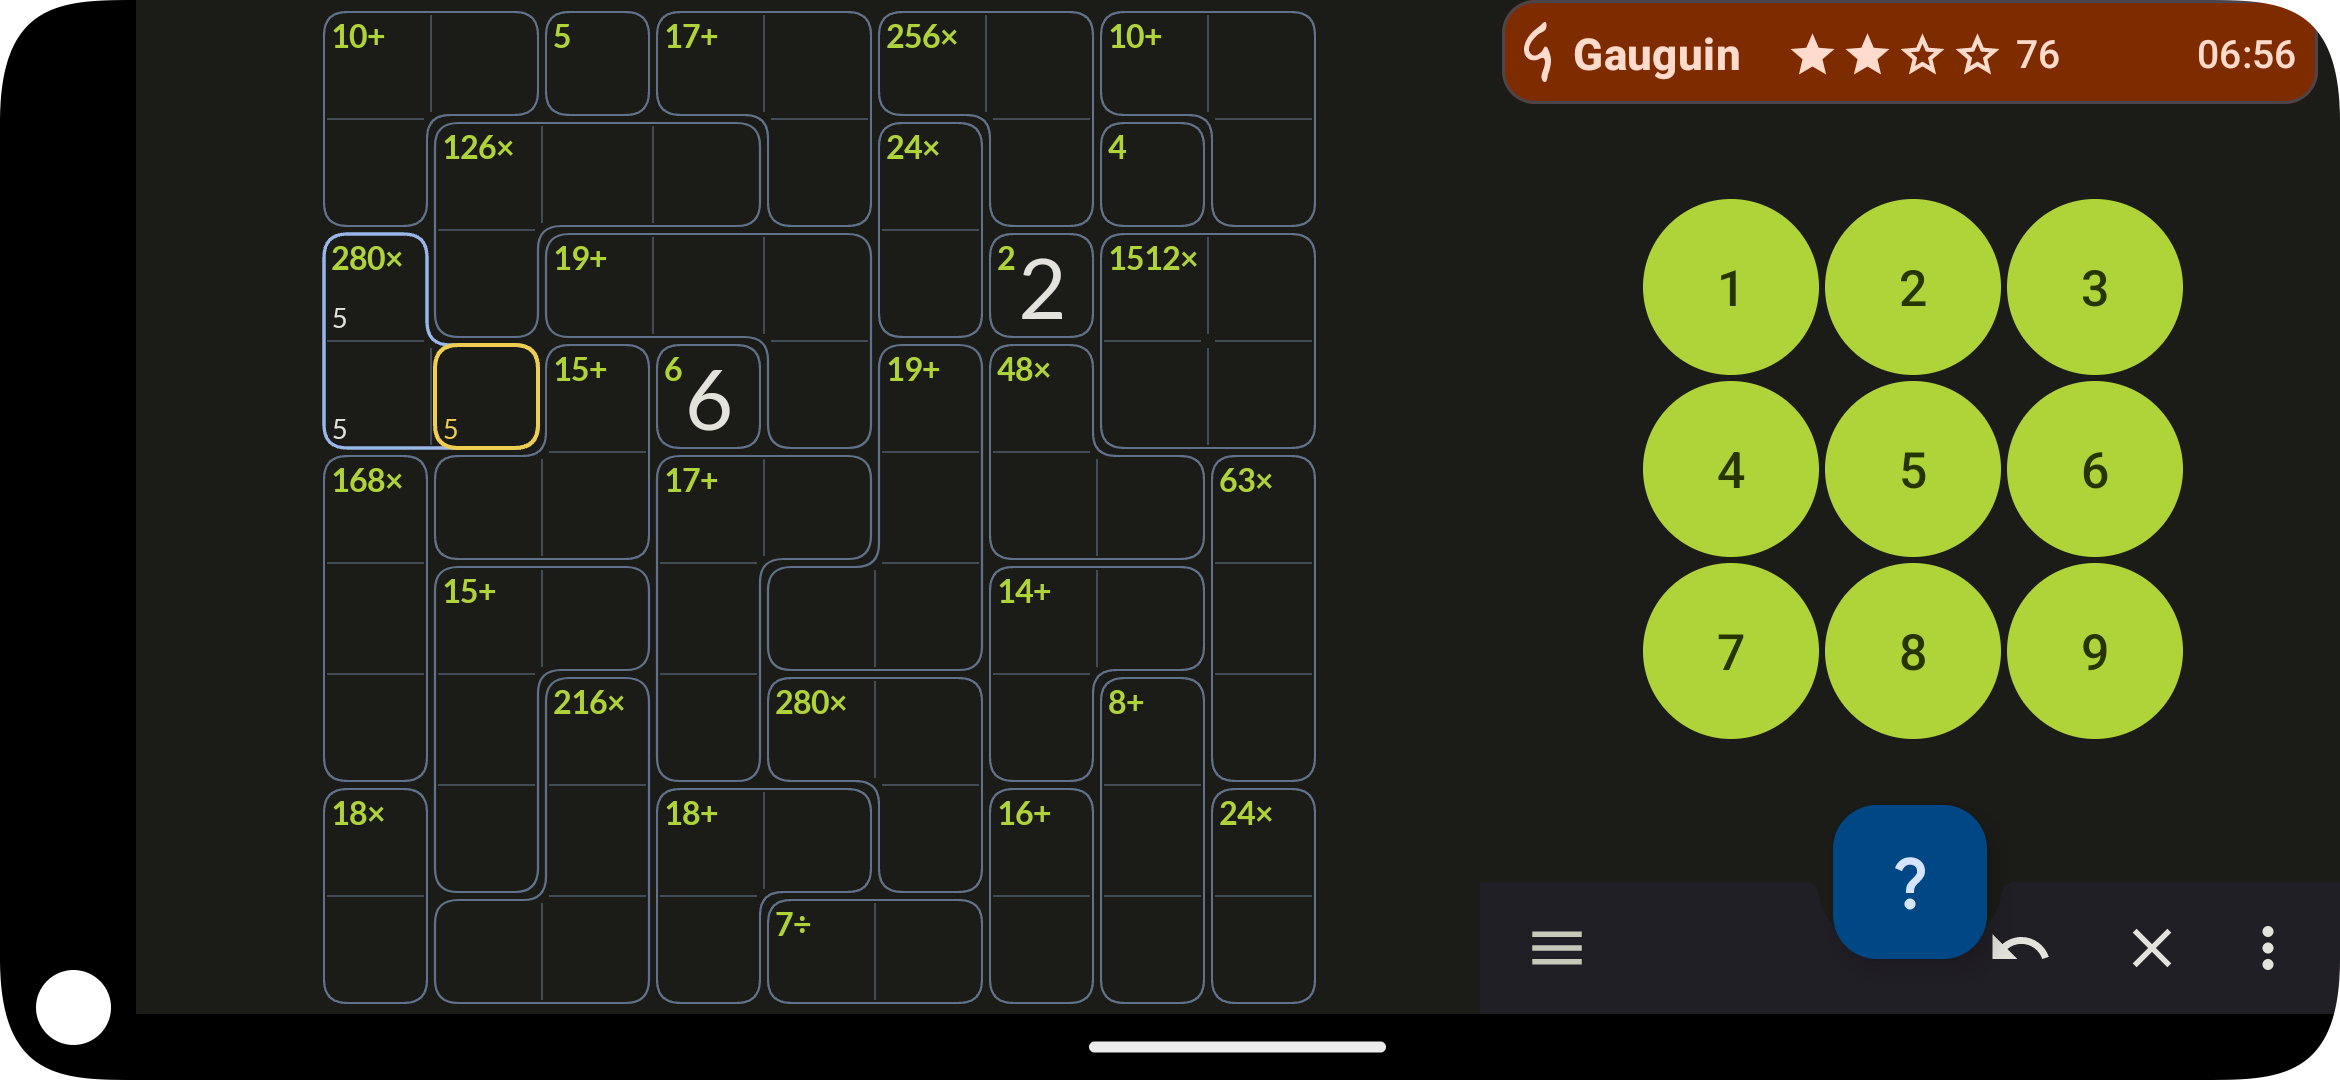 10+ 5 17+ 256× 10+
126× 24× 4
280× 19+ 2 2 1512×
5
15+ 6 6 19+ 48×
5 5
168× 17+ 63×
15+ 14+
216× 280× 8+
18× 18+ 16+ 24×
7÷
Gauguin 76 06:56
1 2 3
4 5 6
7 8 9
?